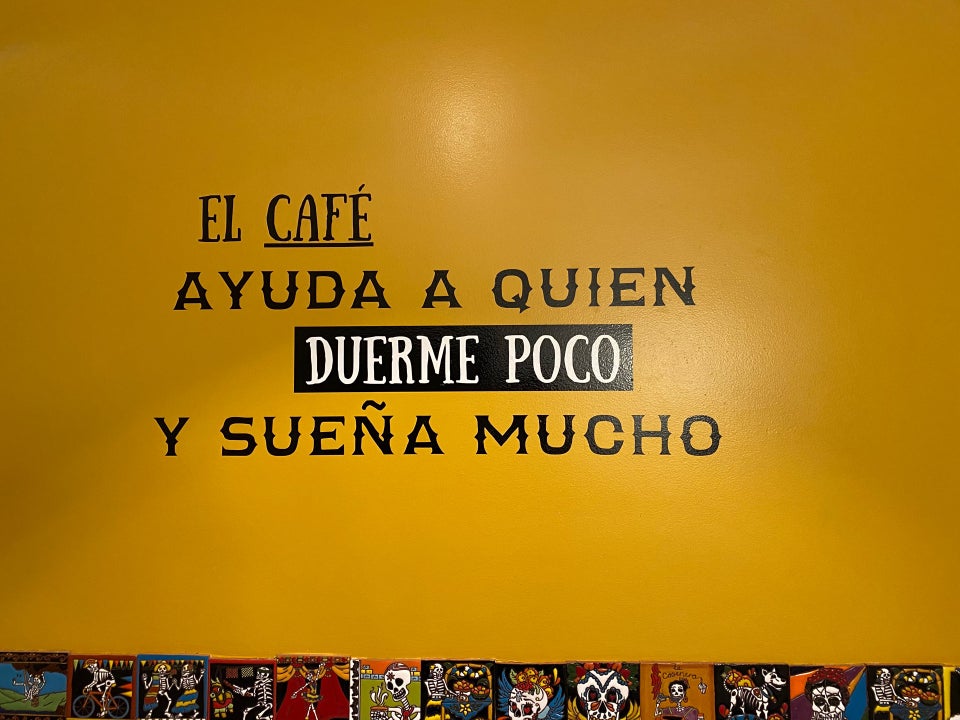 EL CAFÉ
AYUDA A QUIEN
DUERME POCO
Y SUEÑA MUCHO